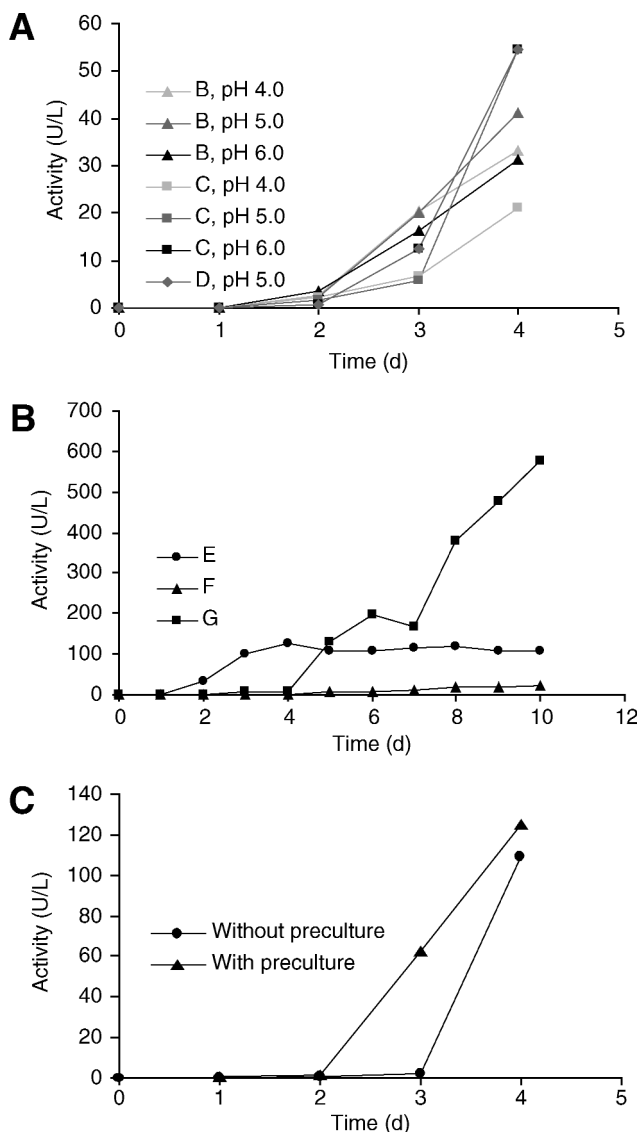 A
60
50
40
30
20
10
0
Activity (U/L)
B, pH 4.0
B, pH 5.0
B, pH 6.0
C, pH 4.0
C, pH 5.0
C, pH 6.0
D, pH 5.0
0 1 2 3 4 5
Time (d)
B
700
600
500
400
300
200
100
0
Activity (U/L)
E
F
G
0 2 4 6 8 10 12
Time (d)
C
140
120
100
80
60
40
20
0
Activity (U/L)
Without preculture
With preculture
0 1 2 3 4 5
Time (d)